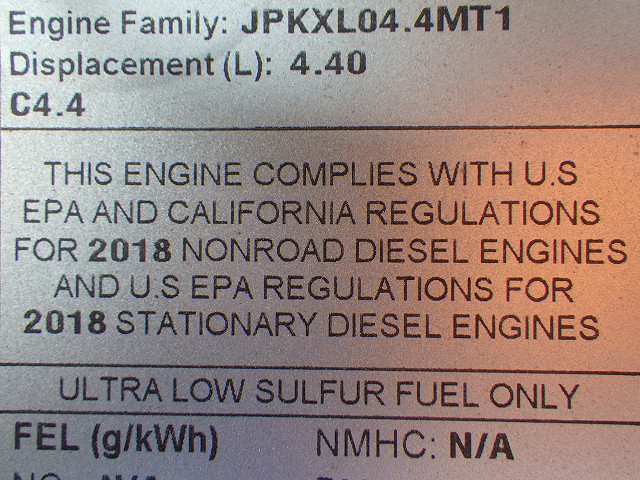 Engine Family: JPKXL04.4MT1
Displacement (L): 4.40
C4.4
THIS ENGINE COMPLIES WITH U.S
EPA AND CALIFORNIA REGULATIONS
FOR 2018 NONROAD DIESEL ENGINES
AND U.S EPA REGULATIONS FOR
2018 STATIONARY DIESEL ENGINES
ULTRA LOW SULFUR FUEL ONLY
FEL (g/kWh) NMHC: N/A